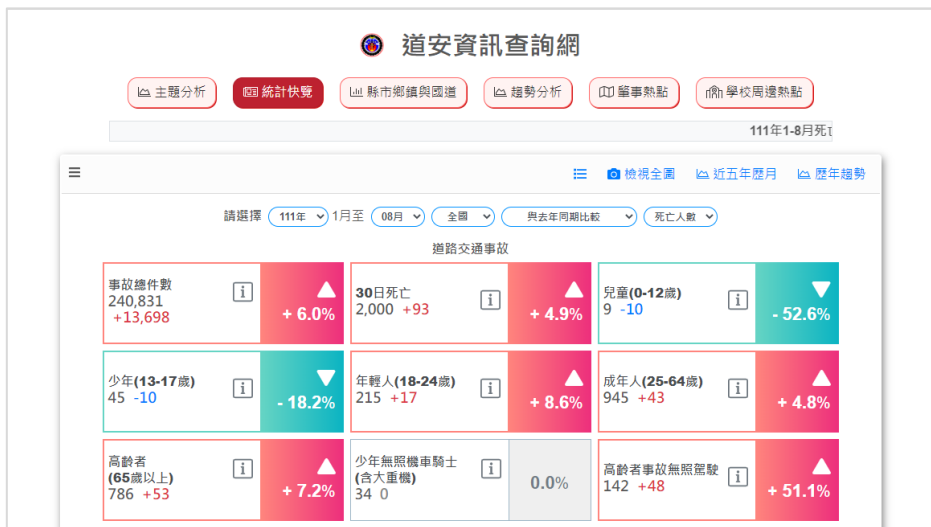 道安資訊查詢網
主題分析 統計快覽 縣市鄉鎮與國道 趨勢分析 肇事熱點 學校周邊熱點
111年1-8月死
檢視全圖 近五年歷月 歷年趨勢
請選擇 111年 1月至 08月 全國 與去年同期比較 死亡人數
道路交通事故
事故總件數
240,831
+13,698
+ 6.0%
30日死亡
2,000 +93
+ 4.9%
兒童(0-12歲)
9 -10
- 52.6%
少年(13-17歲)
45 -10
- 18.2%
年輕人(18-24歲)
215 +17
+ 8.6%
成年人(25-64歲)
945 +43
+ 4.8%
高齡者
(65歲以上)
786 +53
+ 7.2%
少年無照機車騎士
(含大重機)
34 0
0.0%
高齡者事故無照駕駛
142 +48
+ 51.1%